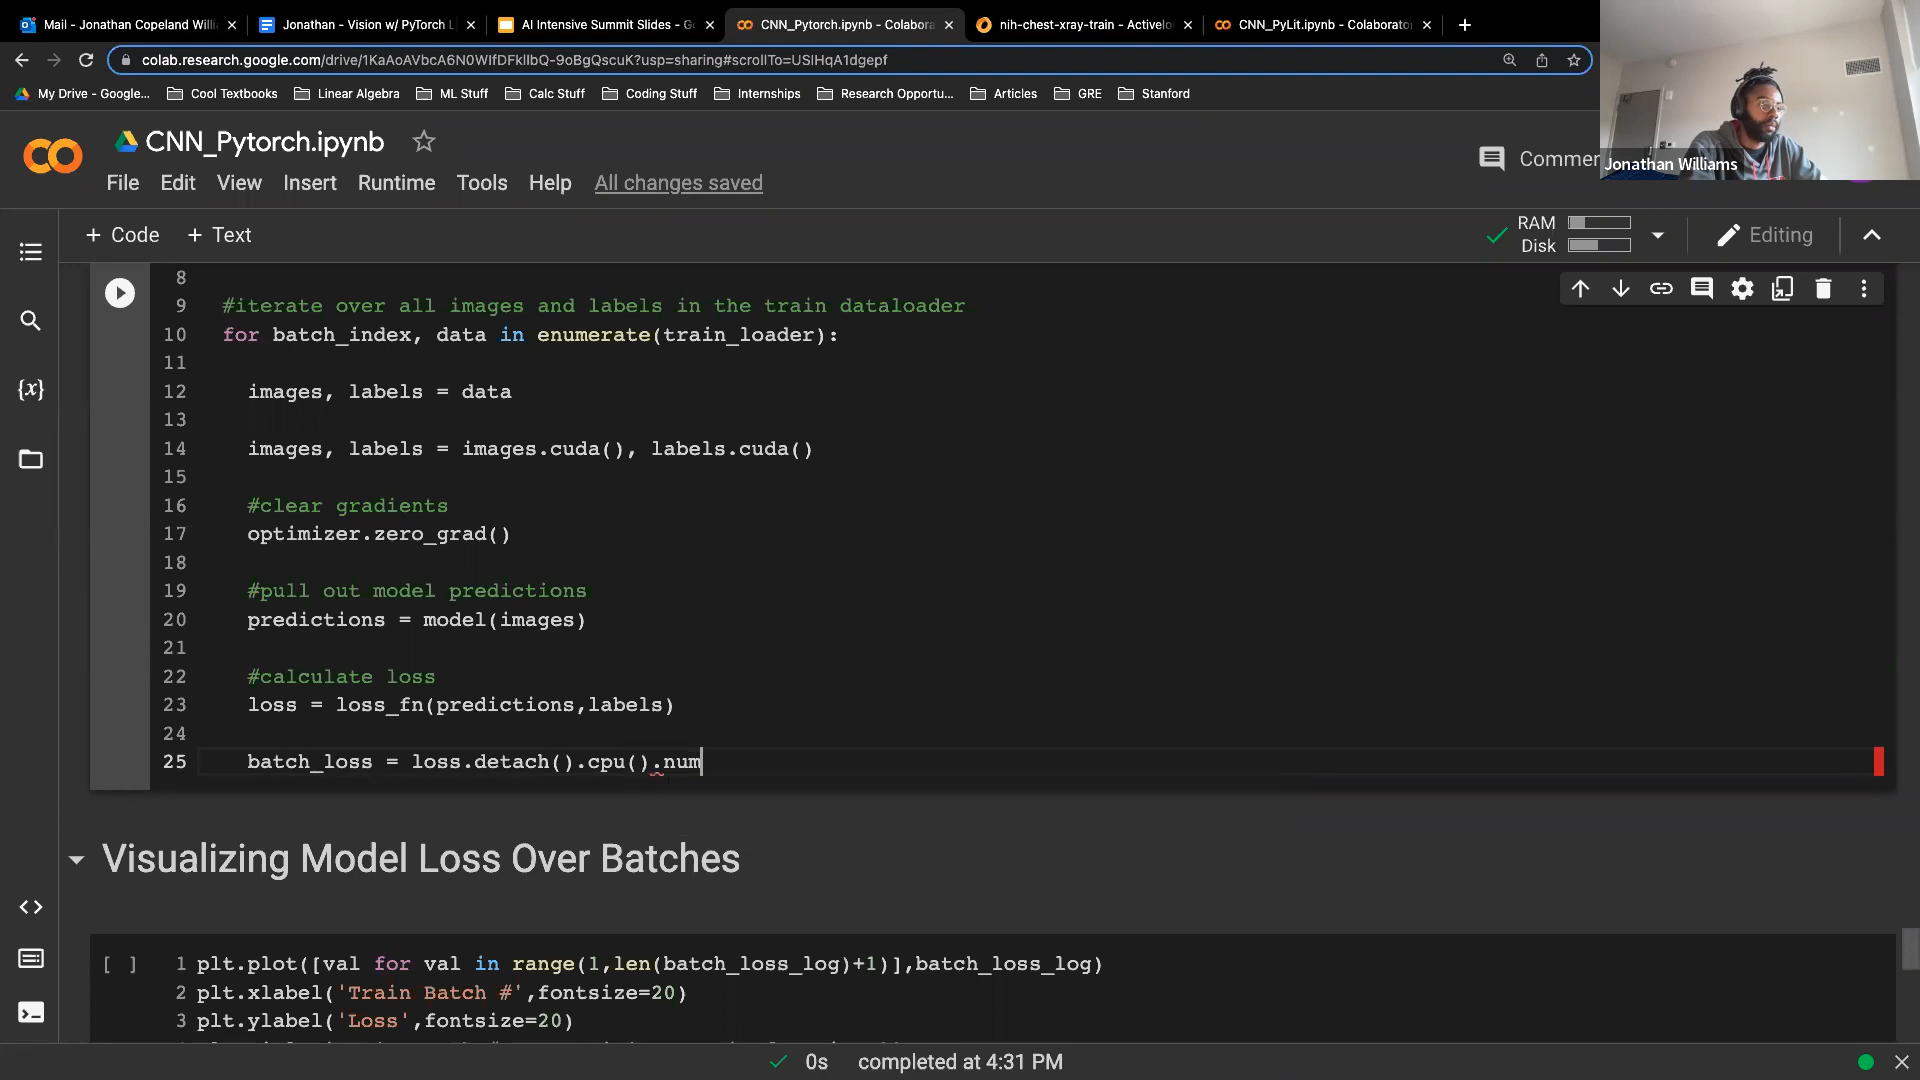 Mail - Jonathan Copeland Willi
Jonathan - Vision w/ PyTorch L
AI Intensive Summit Slides - Go
CNN_Pytorch.ipynb - Colabora
nih-chest-xray-train - Activelo
CNN_PyLit.ipynb - Colaborato
colab.research.google.com/drive/1KaAoAVbcA6N0WIfDFkIlbQ-9oBgQscuK?usp=sharing#scrollTo=USlHqA1dgepf
My Drive - Google...
Cool Textbooks
Linear Algebra
ML Stuff
Calc Stuff
Coding Stuff
Internships
Research Opportu...
Articles
GRE
Stanford
CNN_Pytorch.ipynb
Commen
Jonathan Williams
File Edit View Insert Runtime Tools Help All changes saved
+ Code + Text
RAM
Disk
Editing
8
9 #iterate over all images and labels in the train dataloader
10 for batch_index, data in enumerate(train_loader):
11
12 images, labels = data
13
14 images, labels = images.cuda(), labels.cuda()
15
16 #clear gradients
17 optimizer.zero_grad()
18
19 #pull out model predictions
20 predictions = model(images)
21
22 #calculate loss
23 loss = loss_fn(predictions,labels)
24
25 batch_loss = loss.detach().cpu().num
{x}
Visualizing Model Loss Over Batches
[ ]
1 plt.plot([val for val in range(1,len(batch_loss_log)+1)],batch_loss_log)
2 plt.xlabel('Train Batch #',fontsize=20)
3 plt.ylabel('Loss',fontsize=20)
0s completed at 4:31 PM